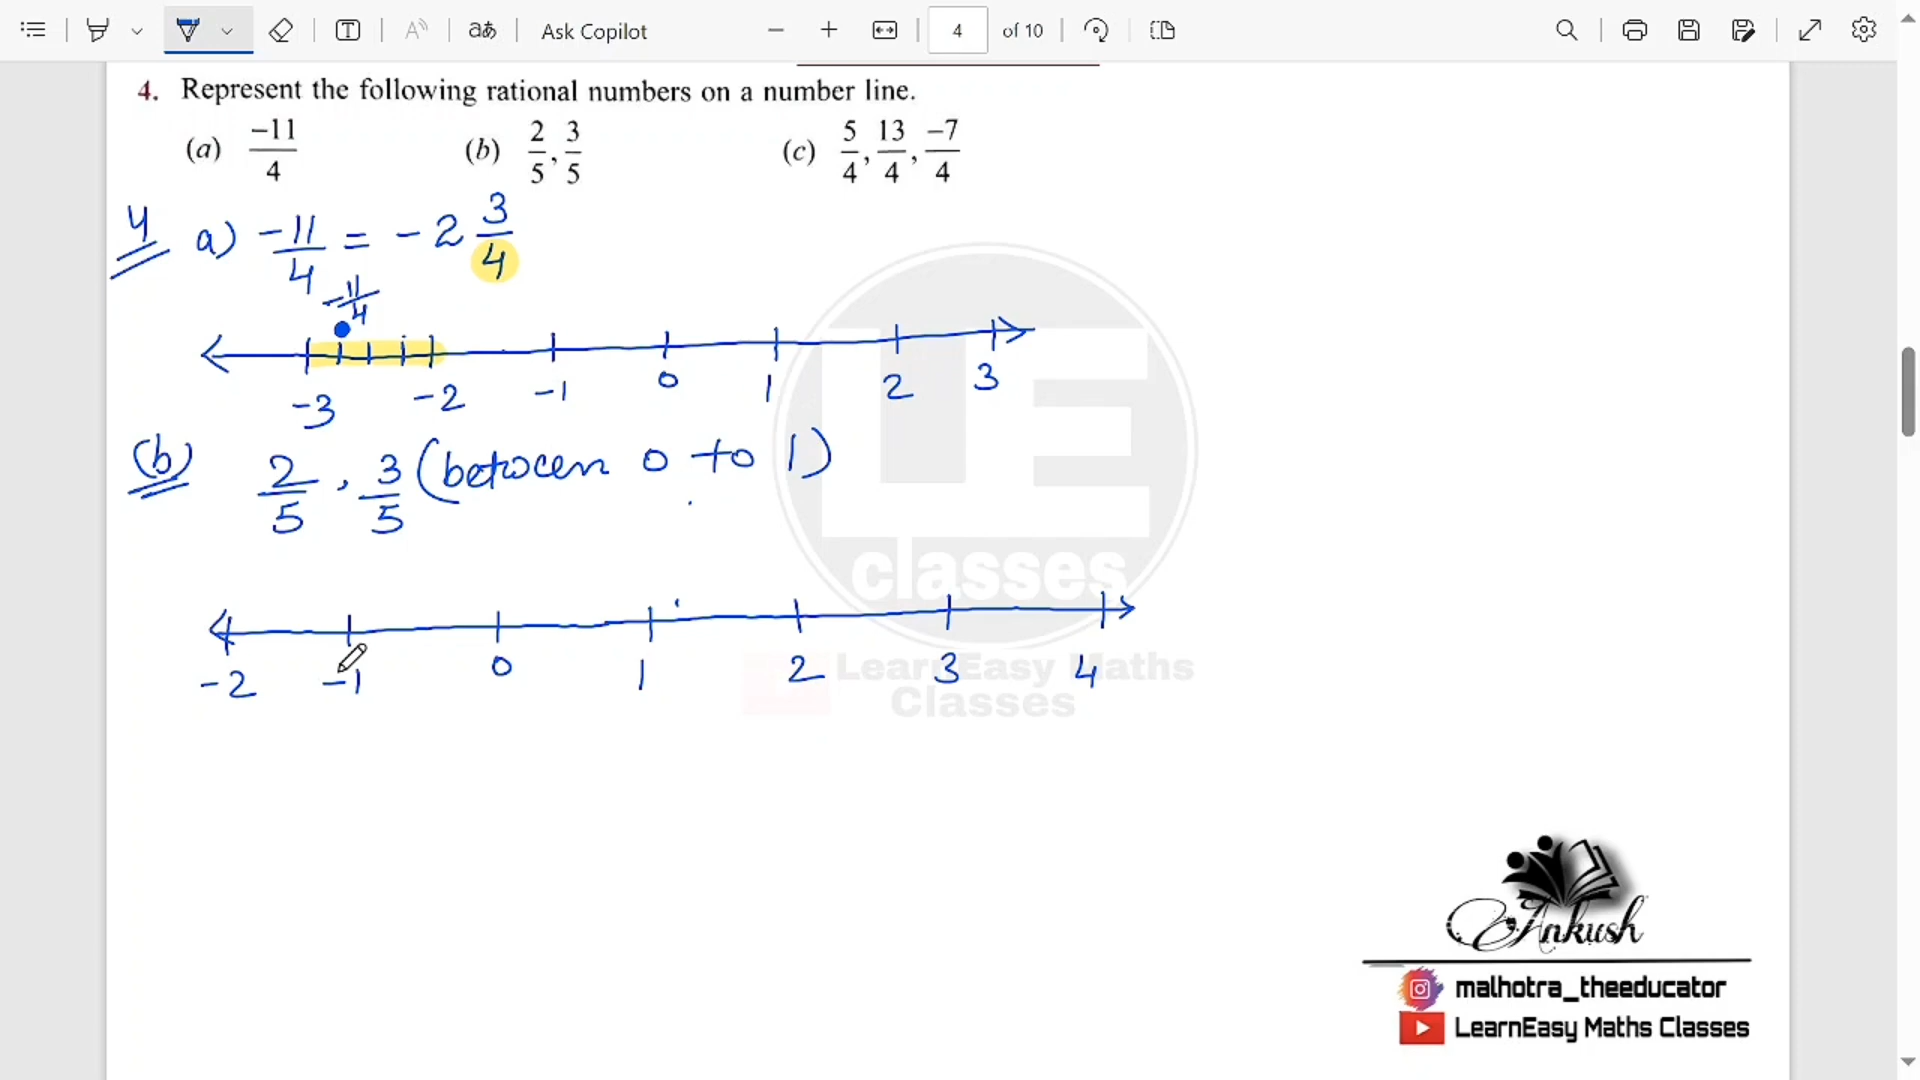 Ask Copilot 4 of 10
4. Represent the following rational numbers on a number line.
(a) -11/4 (b) 2/5, 3/5 (c) 5/4, 13/4, -7/4
4 a) -11/4 = -2 3/4
-11/4
-3 -2 -1 0 1 2 3
(b) 2/5, 3/5 (between 0 to 1)
-2 -1 0 1 2 3 4
LE
classes
LearnEasy Maths
Classes
Ankush
malhotra_theeducator
LearnEasy Maths Classes